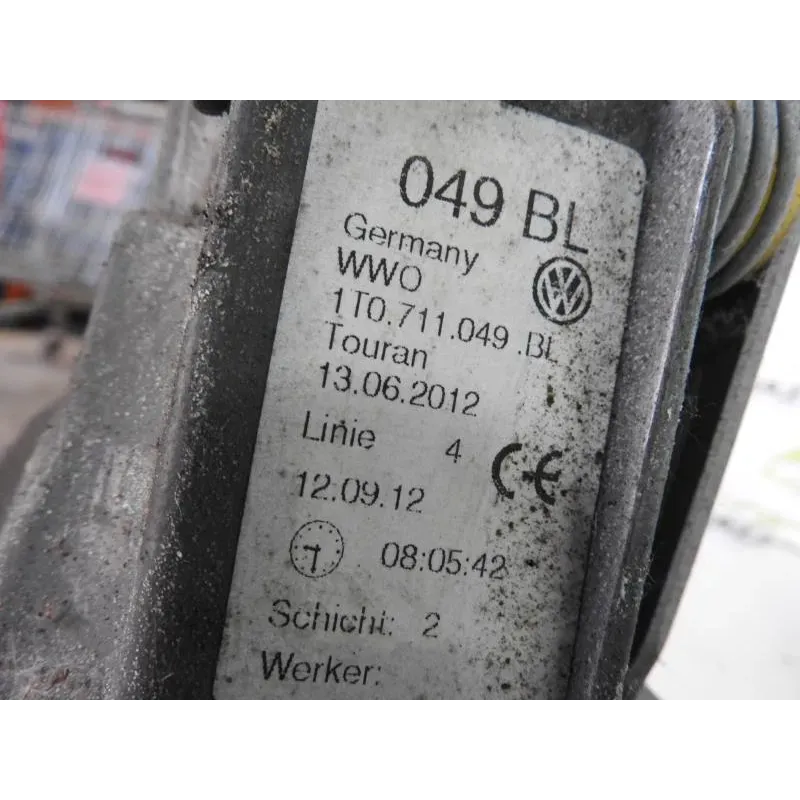 049 BL
Germany
WWO
1T0.711.049.BL
Touran
13.06.2012
Linie 4 CE
12.09.12
08:05:42
Schicht: 2
Werker: